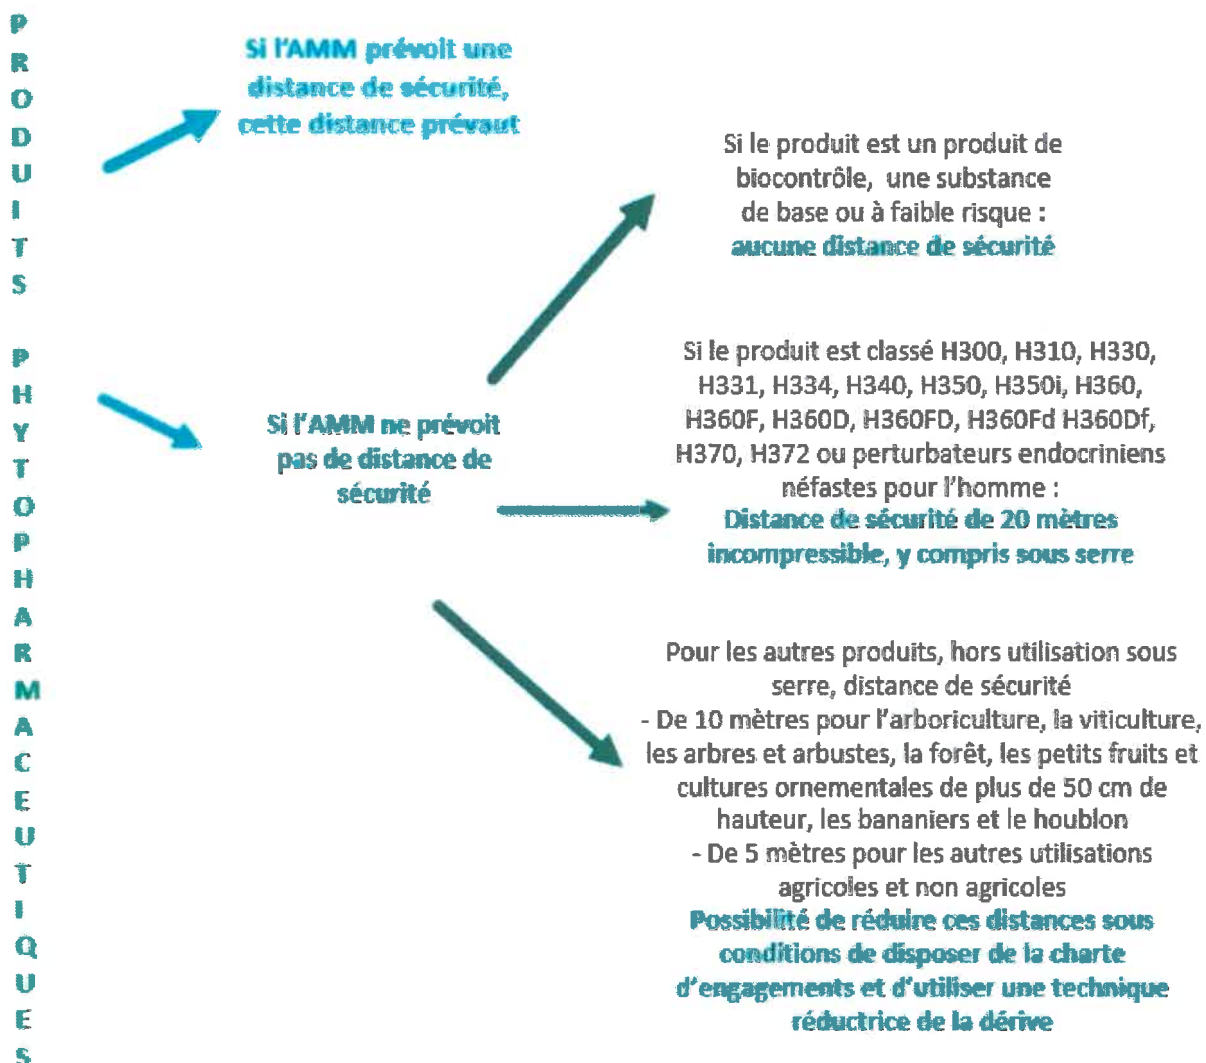 PRODUITS PHYTOPHARMACEUTIQUES
Si l'AMM prévoit une
distance de sécurité,
cette distance prévaut
Si l'AMM ne prévoit
pas de distance de
sécurité
Si le produit est un produit de
biocontrôle, une substance
de base ou à faible risque :
aucune distance de sécurité
Si le produit est classé H300, H310, H330,
H331, H334, H340, H350, H350i, H360,
H360F, H360D, H360FD, H360Fd H360Df,
H370, H372 ou perturbateurs endocriniens
néfastes pour l'homme :
Distance de sécurité de 20 mètres
incompressible, y compris sous serre
Pour les autres produits, hors utilisation sous
serre, distance de sécurité
- De 10 mètres pour l'arboriculture, la viticulture,
les arbres et arbustes, la forêt, les petits fruits et
cultures ornementales de plus de 50 cm de
hauteur, les bananiers et le houblon
- De 5 mètres pour les autres utilisations
agricoles et non agricoles
Possibilité de réduire ces distances sous
conditions de disposer de la charte
d'engagements et d'utiliser une technique
réductrice de la dérive